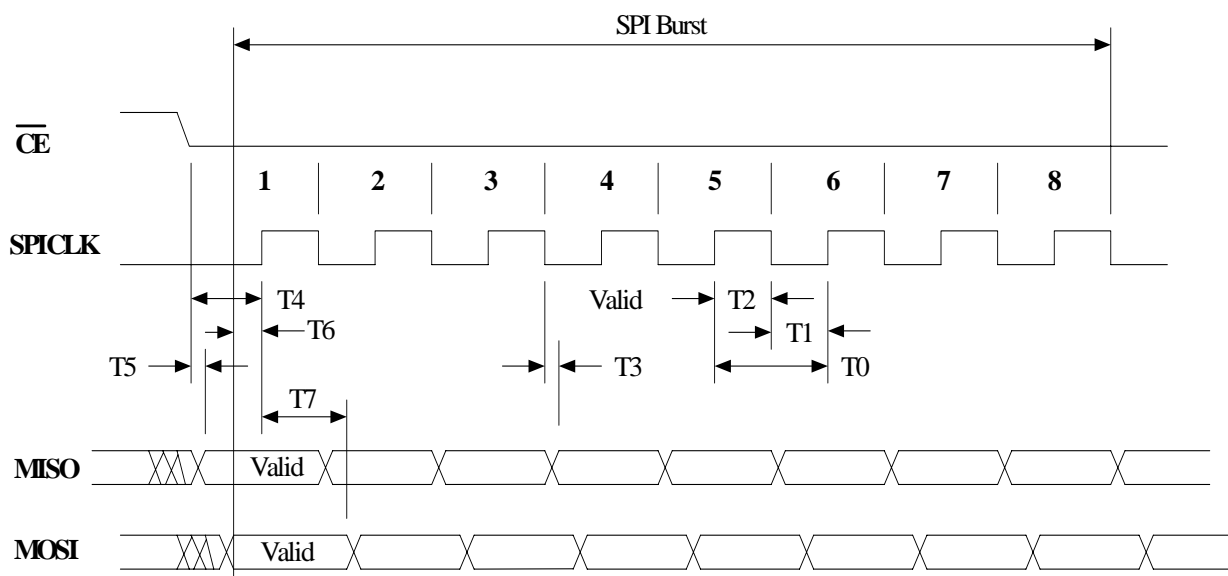 SPI Burst
CE
1 2 3 4 5 6 7 8
SPICLK
T4 Valid T2
T6 T1
T5 T3 T0
T7
MISO Valid
MOSI Valid